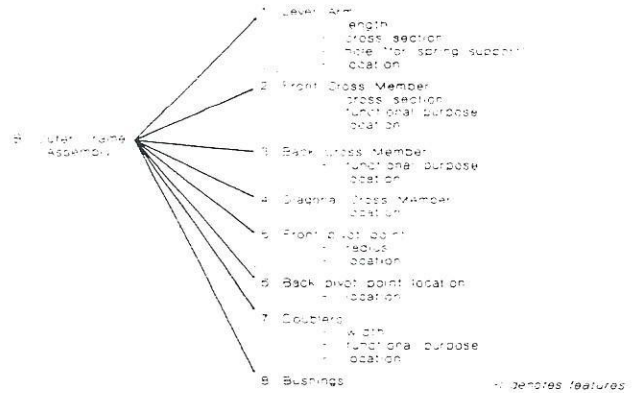 1 Lever Arm
- length
- cross section
- hole (for spring support)
- location
2 Front Cross Member
- cross section
- functional purpose
- location
B Outer Frame
Assembly
3 Back Cross Member
- functional purpose
- location
4 Diagonal Cross Member
- location
5 Front pivot point
- radius
- location
6 Back pivot point location
- location
7 Couplers
- width
- functional purpose
- location
8 Bushings
denotes features